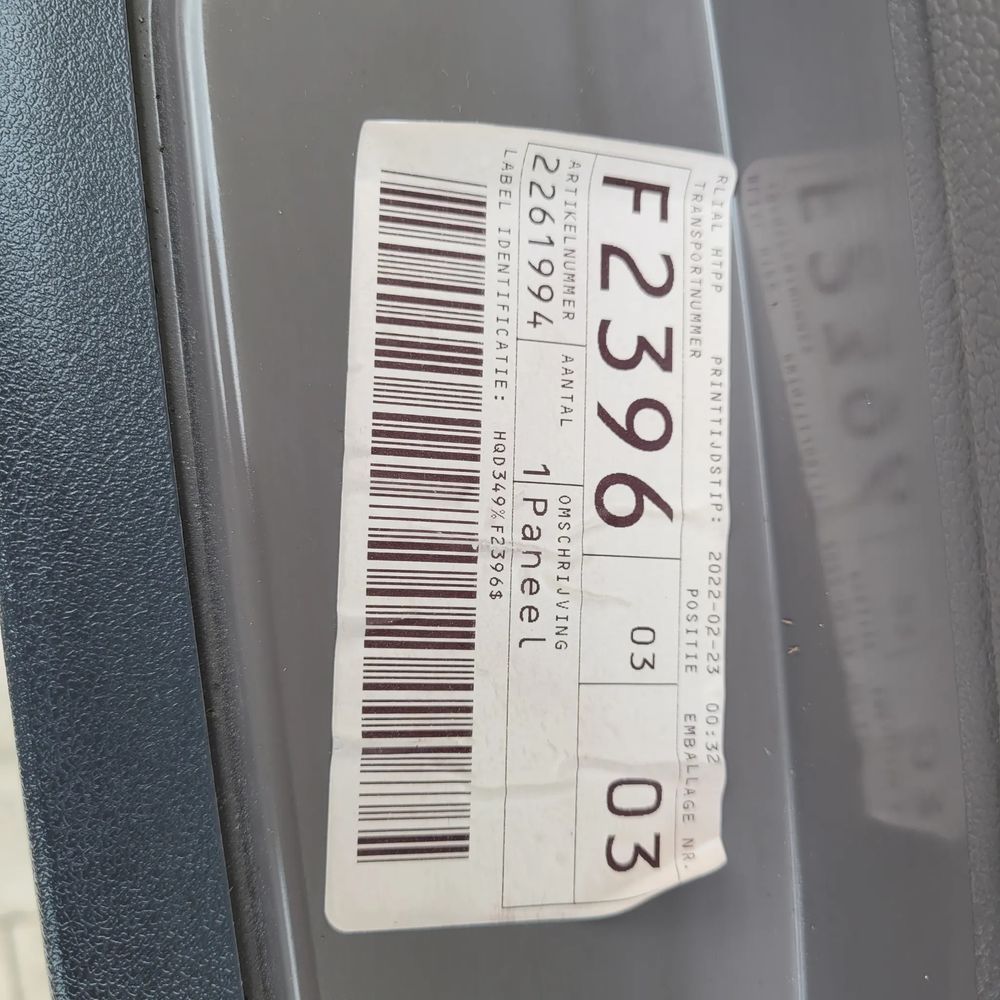 RLIAL HTPP PRINTTIJDSTIP: 2022-02-23 00:32
TRANSPORTNUMMER POSITIE EMBALLAGE NR.
F2396 03 03
ARTIKELNUMMER AANTAL OMSCHRIJVING
2261994 1 Paneel
LABEL IDENTIFICATIE: HQD349%F2396$